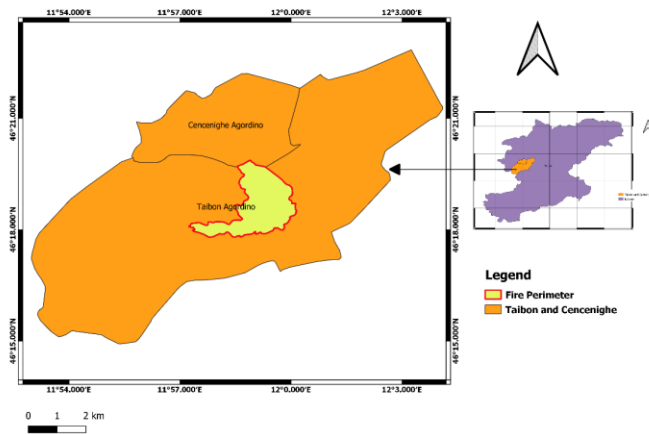 11°54.000'E 11°57.000'E 12°0.000'E 12°3.000'E
46°21.000'N
46°18.000'N
46°15.000'N
Cencenighe Agordino
Taibon Agordino
46°21.000'N
46°18.000'N
46°15.000'N
11°54.000'E 11°57.000'E 12°0.000'E 12°3.000'E
0 1 2 km
Legend
Fire Perimeter
Taibon and Cencenighe